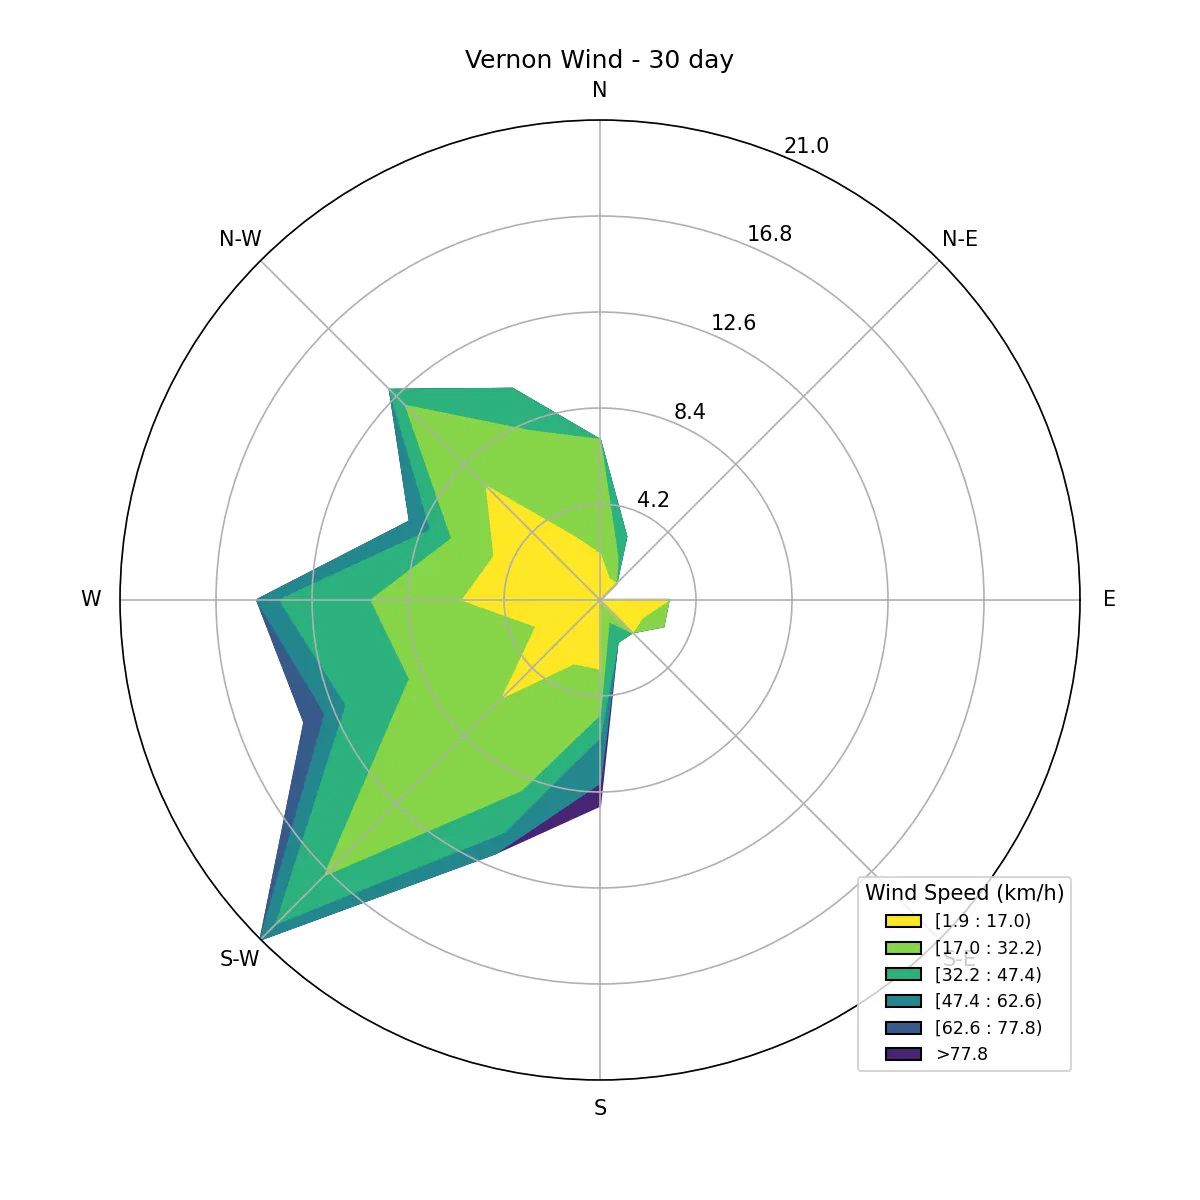 Vernon Wind - 30 day
N
21.0
16.8
N-W
N-E
12.6
8.4
4.2
W
E
Wind Speed (km/h)
[1.9 : 17.0)
[17.0 : 32.2)
S-W
S-E
[32.2 : 47.4)
[47.4 : 62.6)
[62.6 : 77.8)
>77.8
S